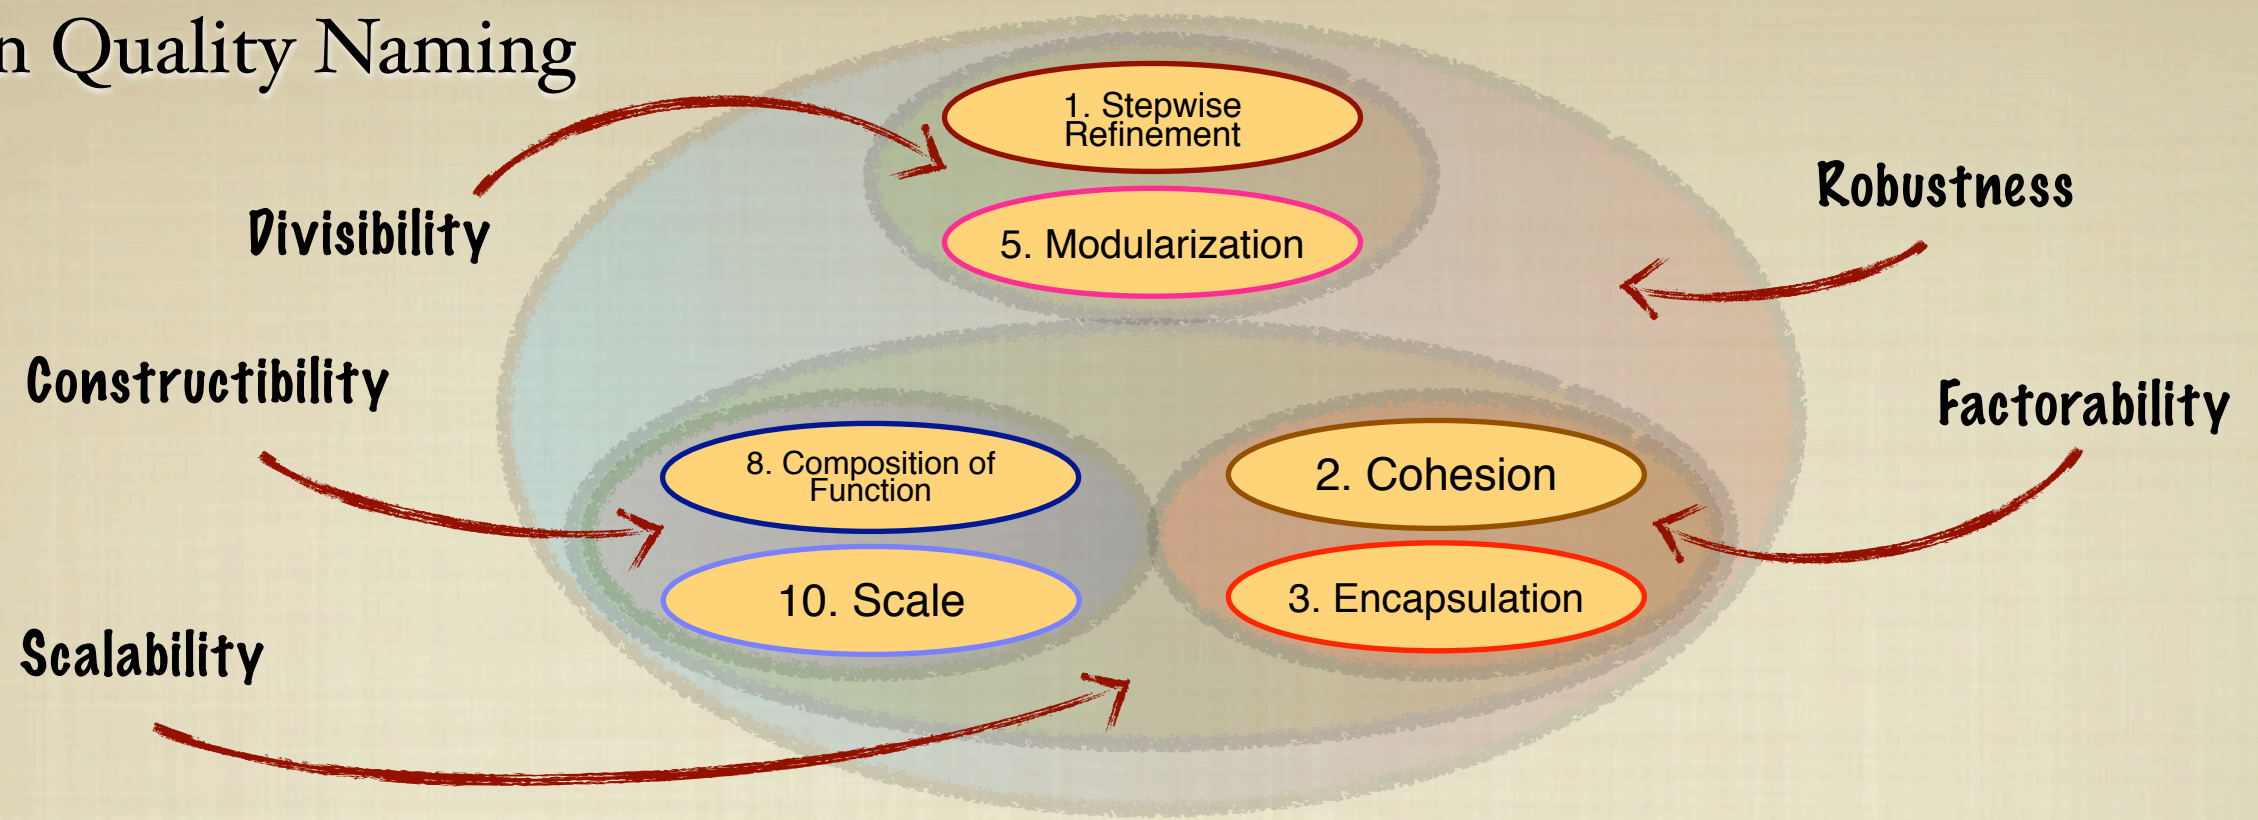 n Quality Naming
1. Stepwise
Refinement
5. Modularization
Divisibility
Robustness
Constructibility
Factorability
8. Composition of
Function
2. Cohesion
10. Scale
3. Encapsulation
Scalability